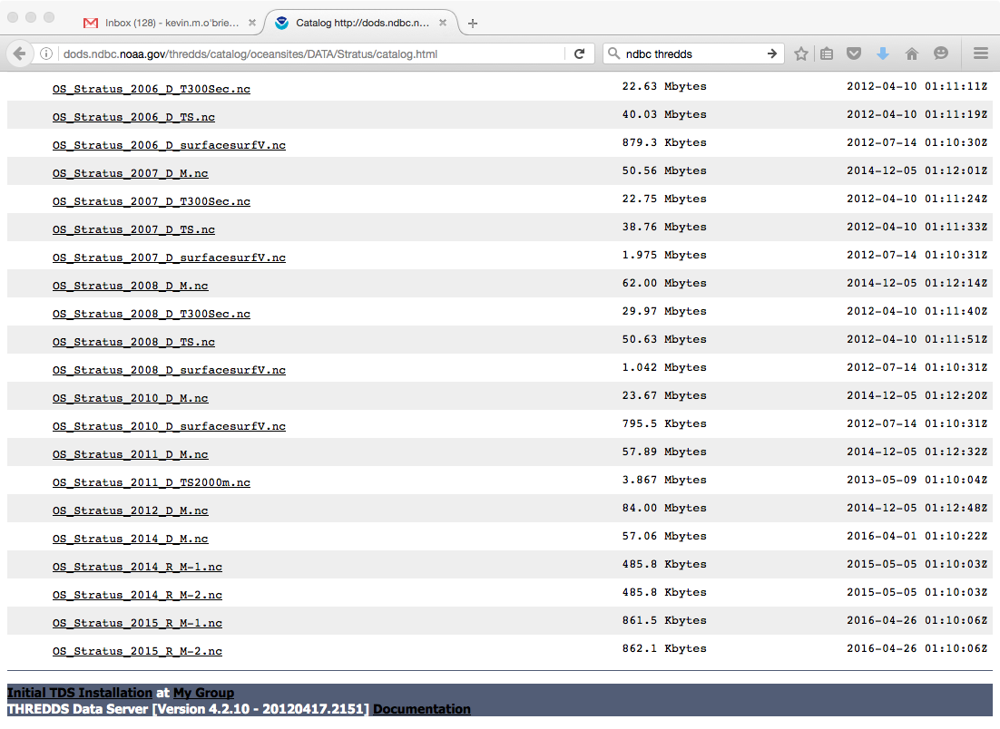 Inbox (128) - kevin.m.o'brie...
Catalog http://dods.ndbc.n...
dods.ndbc.noaa.gov/thredds/catalog/oceansites/DATA/Stratus/catalog.html
ndbc thredds
OS_Stratus_2006_D_T300Sec.nc 22.63 Mbytes 2012-04-10 01:11:11Z
OS_Stratus_2006_D_TS.nc 40.03 Mbytes 2012-04-10 01:11:19Z
OS_Stratus_2006_D_surfacesurfV.nc 879.3 Kbytes 2012-07-14 01:10:30Z
OS_Stratus_2007_D_M.nc 50.56 Mbytes 2014-12-05 01:12:01Z
OS_Stratus_2007_D_T300Sec.nc 22.75 Mbytes 2012-04-10 01:11:24Z
OS_Stratus_2007_D_TS.nc 38.76 Mbytes 2012-04-10 01:11:33Z
OS_Stratus_2007_D_surfacesurfV.nc 1.975 Mbytes 2012-07-14 01:10:31Z
OS_Stratus_2008_D_M.nc 62.00 Mbytes 2014-12-05 01:12:14Z
OS_Stratus_2008_D_T300Sec.nc 29.97 Mbytes 2012-04-10 01:11:40Z
OS_Stratus_2008_D_TS.nc 50.63 Mbytes 2012-04-10 01:11:51Z
OS_Stratus_2008_D_surfacesurfV.nc 1.042 Mbytes 2012-07-14 01:10:31Z
OS_Stratus_2010_D_M.nc 23.67 Mbytes 2014-12-05 01:12:20Z
OS_Stratus_2010_D_surfacesurfV.nc 795.5 Kbytes 2012-07-14 01:10:31Z
OS_Stratus_2011_D_M.nc 57.89 Mbytes 2014-12-05 01:12:32Z
OS_Stratus_2011_D_TS2000m.nc 3.867 Mbytes 2013-05-09 01:10:04Z
OS_Stratus_2012_D_M.nc 84.00 Mbytes 2014-12-05 01:12:48Z
OS_Stratus_2014_D_M.nc 57.06 Mbytes 2016-04-01 01:10:22Z
OS_Stratus_2014_R_M-1.nc 485.8 Kbytes 2015-05-05 01:10:03Z
OS_Stratus_2014_R_M-2.nc 485.8 Kbytes 2015-05-05 01:10:03Z
OS_Stratus_2015_R_M-1.nc 861.5 Kbytes 2016-04-26 01:10:06Z
OS_Stratus_2015_R_M-2.nc 862.1 Kbytes 2016-04-26 01:10:06Z
Initial TDS Installation at My Group
THREDDS Data Server [Version 4.2.10 - 20120417.2151] Documentation